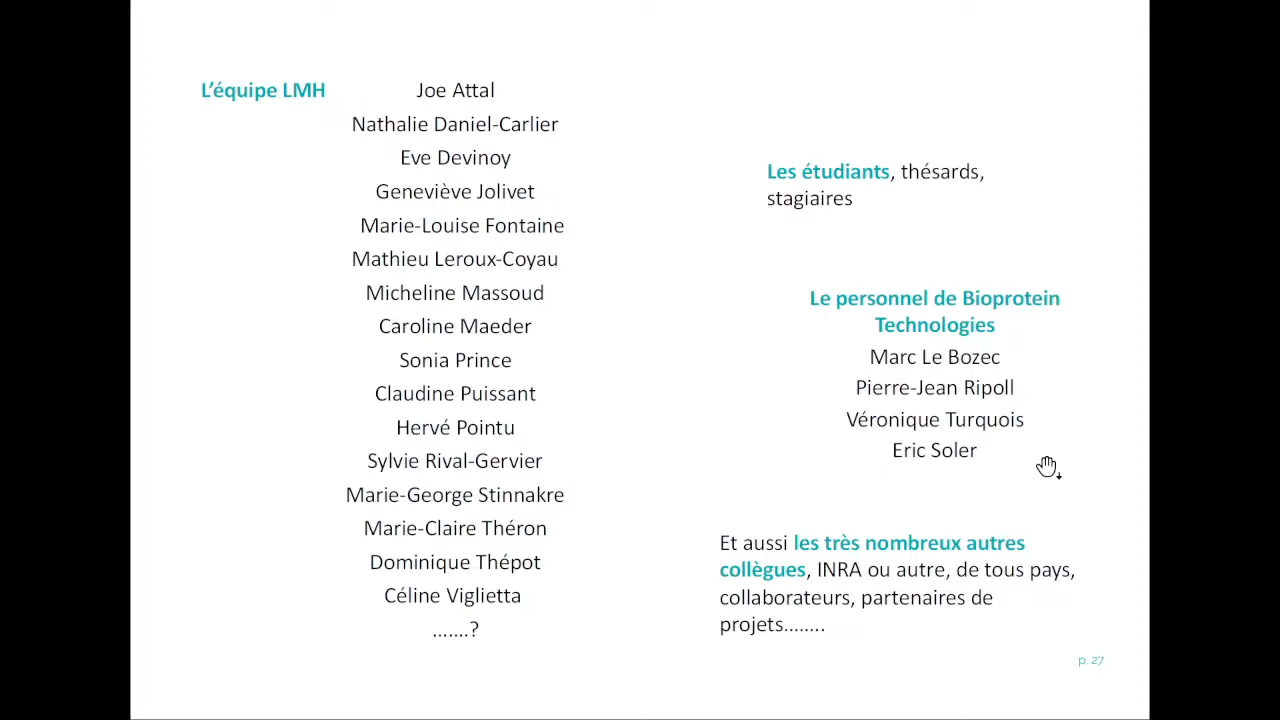 L’équipe LMH
Joe Attal
Nathalie Daniel-Carlier
Eve Devinoy
Geneviève Jolivet
Marie-Louise Fontaine
Mathieu Leroux-Coyau
Micheline Massoud
Caroline Maeder
Sonia Prince
Claudine Puissant
Hervé Pointu
Sylvie Rival-Gervier
Marie-George Stinnakre
Marie-Claire Théron
Dominique Thépot
Céline Viglietta
…....?
Les étudiants, thésards,
stagiaires
Le personnel de Bioprotein
Technologies
Marc Le Bozec
Pierre-Jean Ripoll
Véronique Turquois
Eric Soler
Et aussi les très nombreux autres
collègues, INRA ou autre, de tous pays,
collaborateurs, partenaires de
projets……..
p. 27